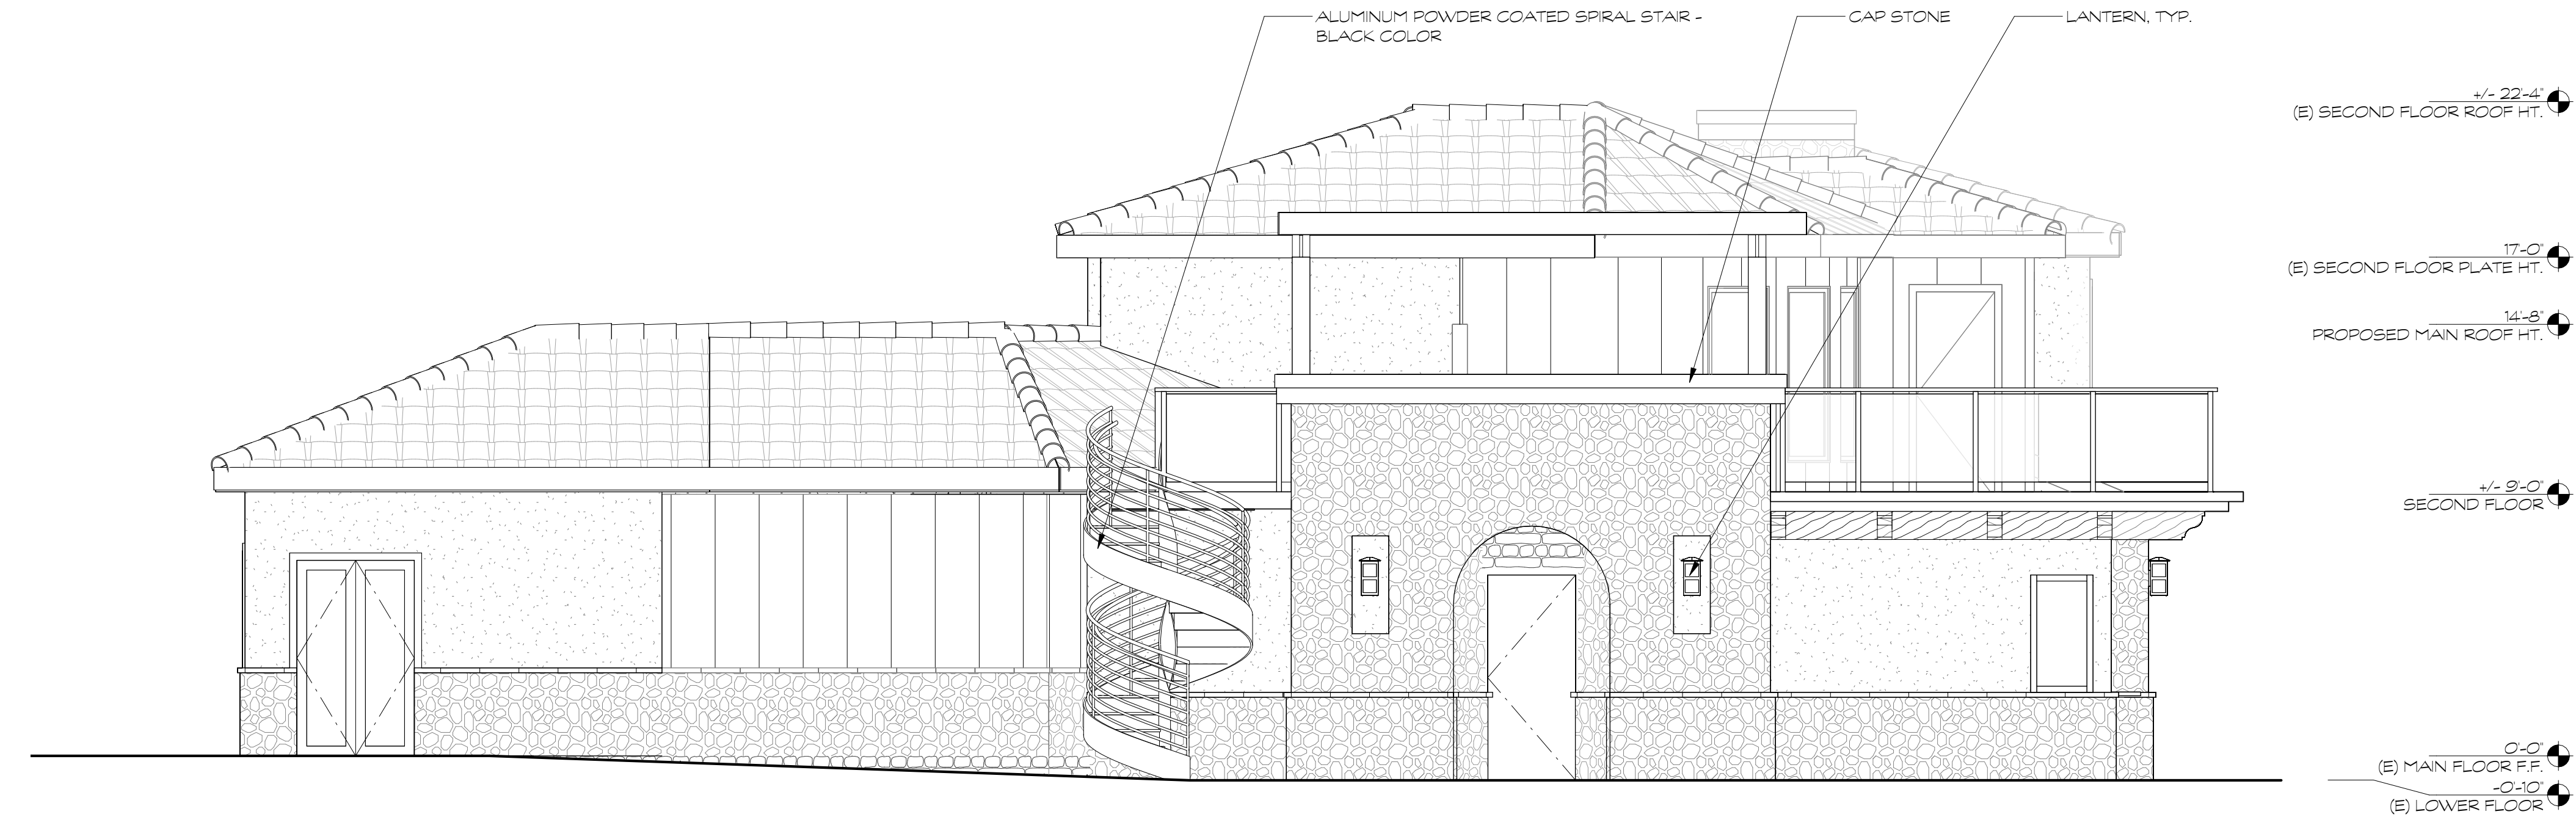 ALUMINUM POWDER COATED SPIRAL STAIR -
BLACK COLOR
CAP STONE
LANTERN, TYP.
+/- 22'-4"
(E) SECOND FLOOR ROOF HT.
17'-0"
(E) SECOND FLOOR PLATE HT.
14'-8"
PROPOSED MAIN ROOF HT.
+/- 9'-0"
SECOND FLOOR
0'-0"
(E) MAIN FLOOR F.F.
-0'-10"
(E) LOWER FLOOR